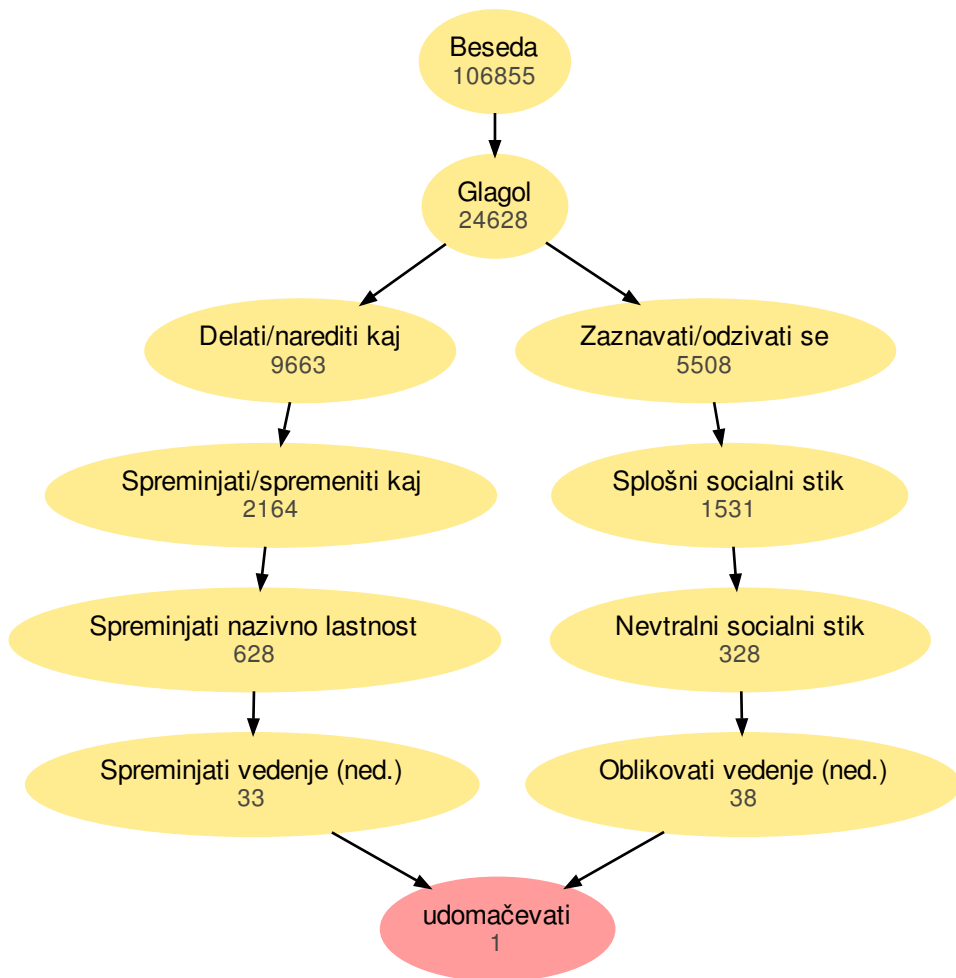 Beseda
106855
Glagol
24628
Delati/narediti kaj
9663
Zaznavati/odzivati se
5508
Spreminjati/spremeniti kaj
2164
Splošni socialni stik
1531
Spreminjati nazivno lastnost
628
Nevtralni socialni stik
328
Spreminjati vedenje (ned.)
33
Oblikovati vedenje (ned.)
38
udomačevati
1